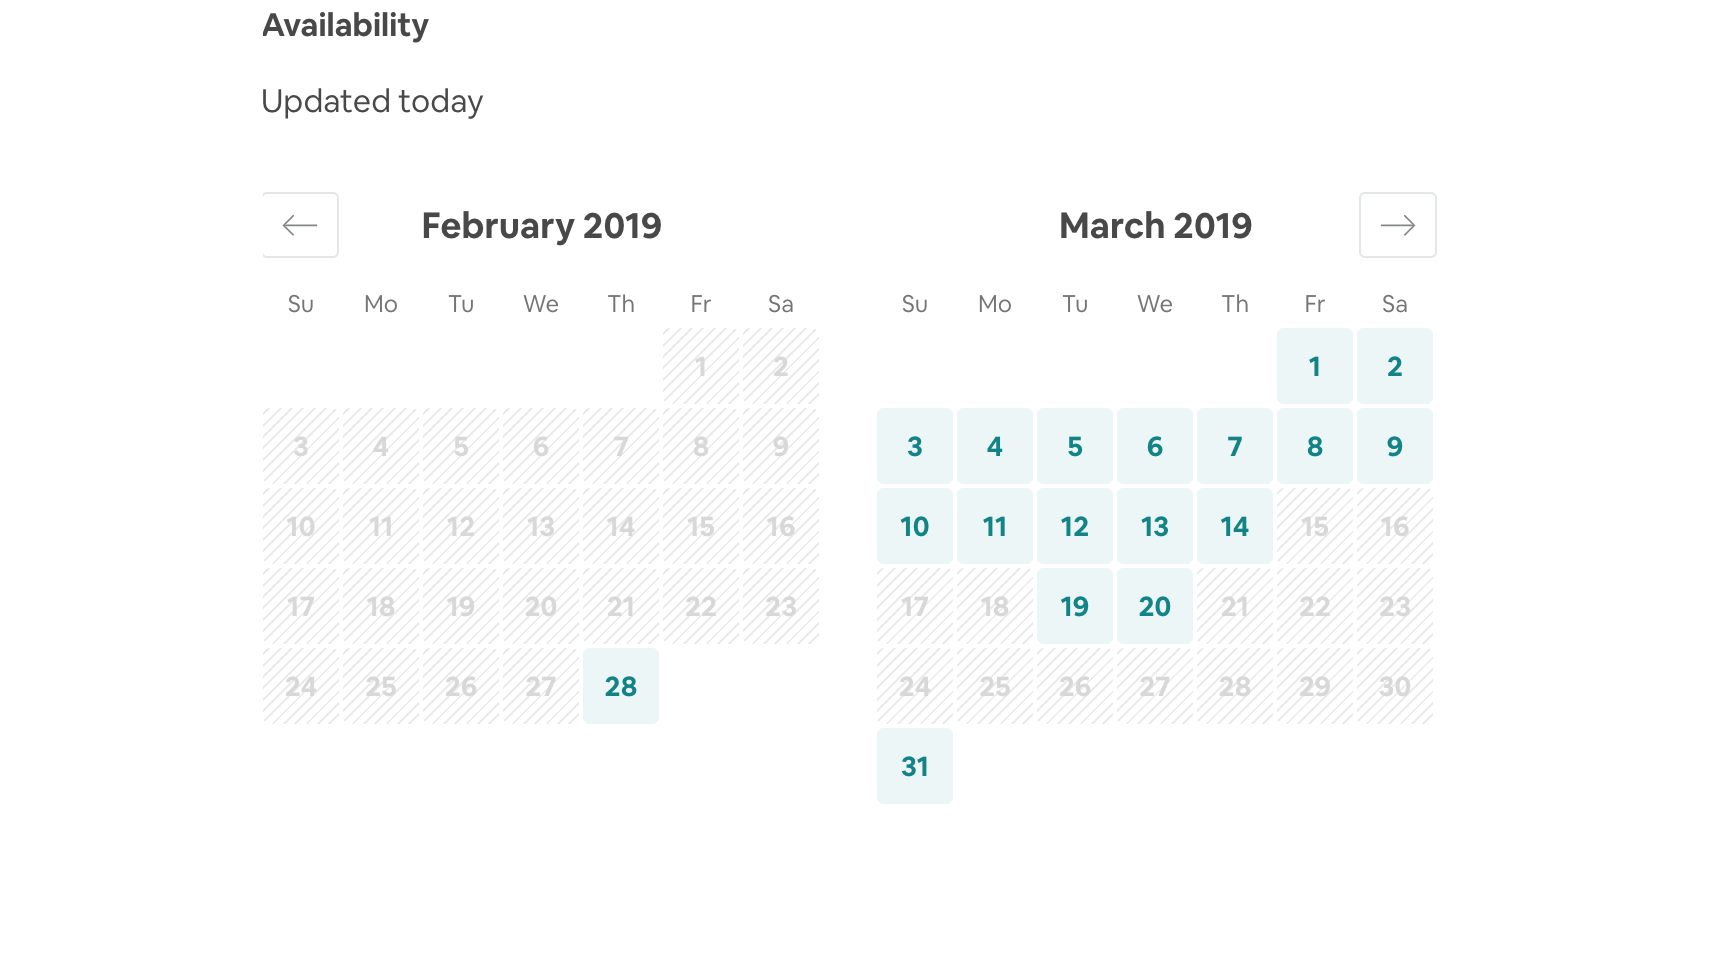 Availability
Updated today
February 2019
Su Mo Tu We Th Fr Sa
1 2
3 4 5 6 7 8 9
10 11 12 13 14 15 16
17 18 19 20 21 22 23
24 25 26 27 28
March 2019
Su Mo Tu We Th Fr Sa
1 2
3 4 5 6 7 8 9
10 11 12 13 14 15 16
17 18 19 20 21 22 23
24 25 26 27 28 29 30
31